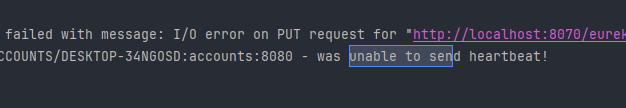 failed with message: I/O error on PUT request for "http://localhost:8070/eurek
CCOUNTS/DESKTOP-34NGOSD:accounts:8080 - was unable to send heartbeat!